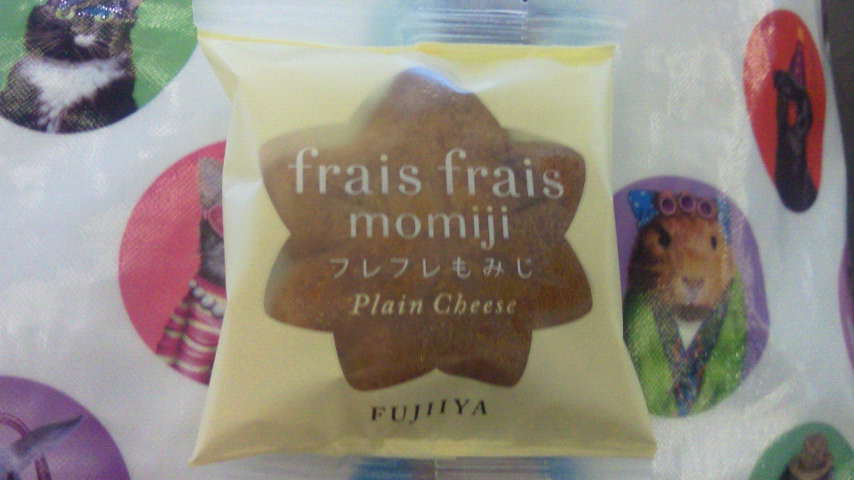 frais frais
momiji
フレフレもみじ
Plain Cheese
FUJIIYA